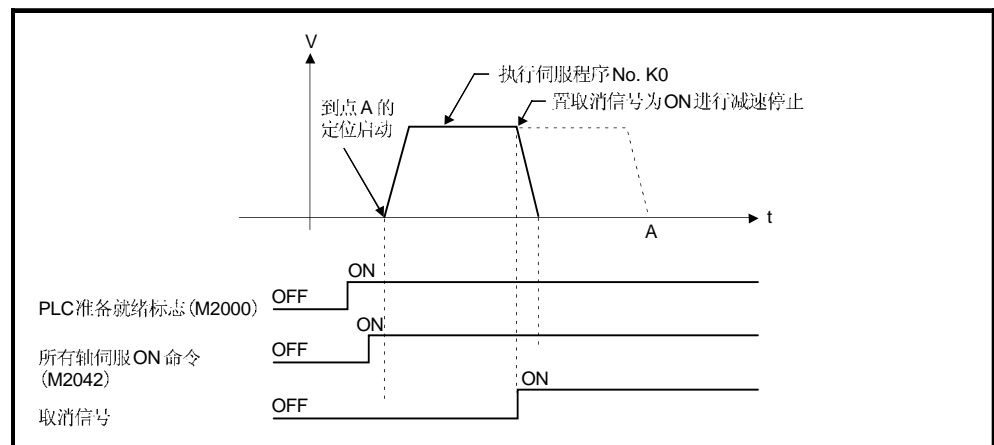 V
执行伺服程序No. K0
置取消信号为ON进行减速停止
到点A的
定位启动
t
A
ON
OFF
PLC准备就绪标志(M2000)
ON
OFF
所有轴伺服ON命令
(M2042)
ON
OFF
取消信号